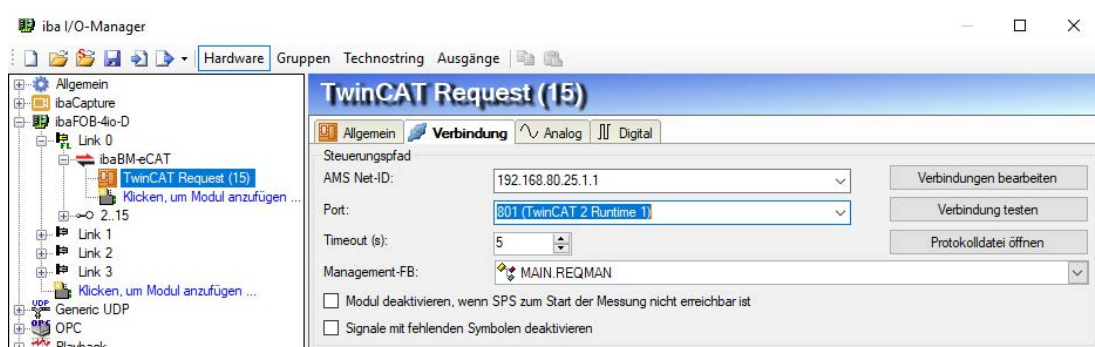 iba I/O-Manager
Hardware Gruppen Technostring Ausgänge
Allgemein
ibaCapture
ibaFOB-4io-D
Link 0
ibaBM-eCAT
TwinCAT Request (15)
Klicken, um Modul anzufügen ...
2..15
Link 1
Link 2
Link 3
Klicken, um Modul anzufügen ...
Generic UDP
OPC
Playback
TwinCAT Request (15)
Allgemein Verbindung Analog Digital
Steuerungspfad
AMS Net-ID: 192.168.80.25.1.1 Verbindungen bearbeiten
Port: 801 (TwinCAT 2 Runtime 1) Verbindung testen
Timeout (s): 5 Protokolldatei öffnen
Management-FB: MAIN.REQMAN
Modul deaktivieren, wenn SPS zum Start der Messung nicht erreichbar ist
Signale mit fehlenden Symbolen deaktivieren